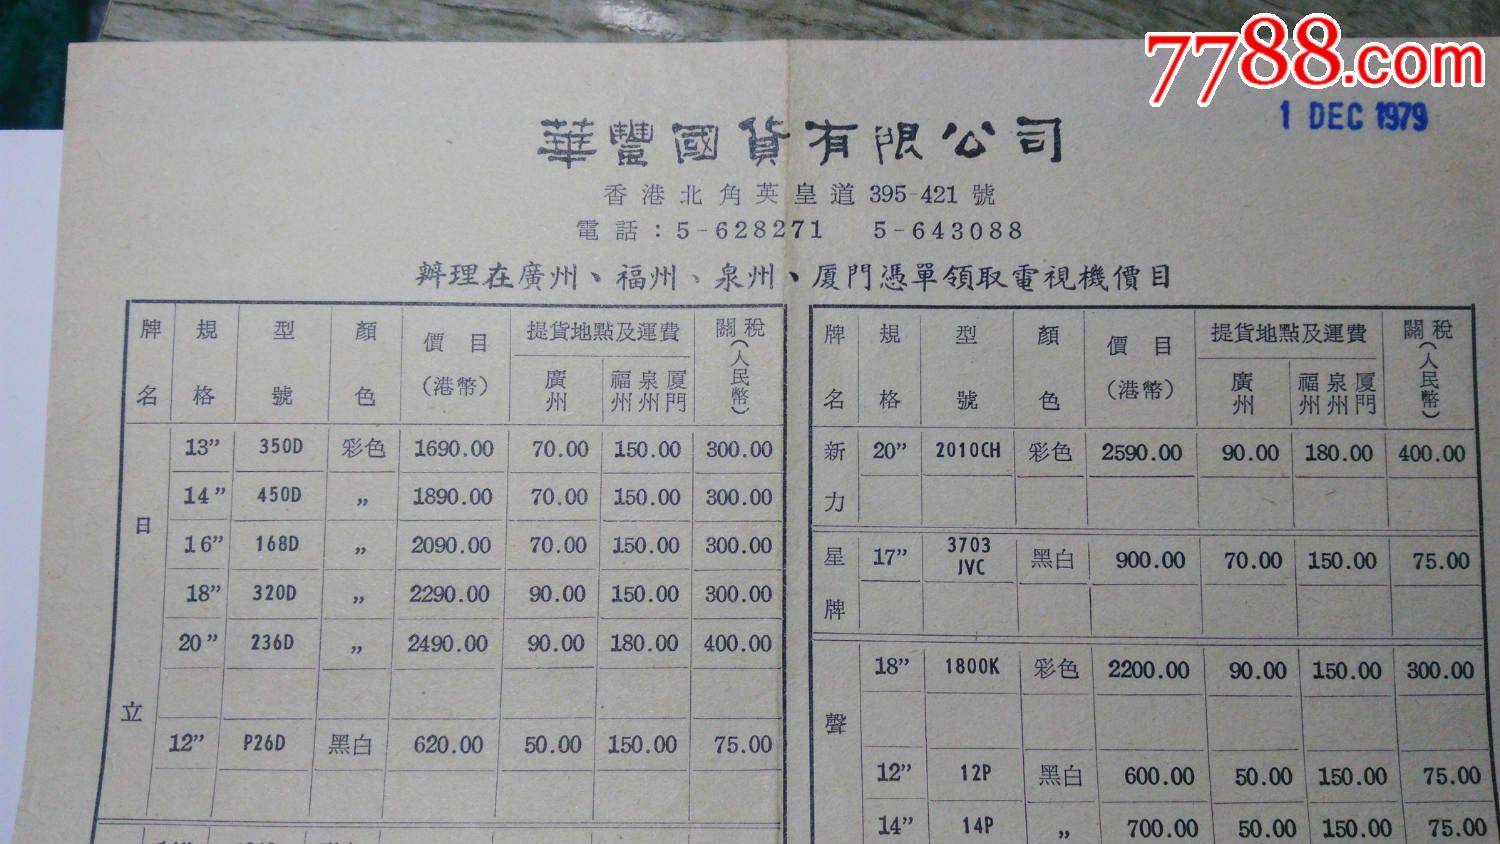 7788.com
1 DEC 1979
華豐國貨有限公司
香港北角英皇道 395-421 號
電話：5-628271 5-643088
辦理在廣州、福州、泉州、厦門憑單領取電視機價目
牌名 規格 型號 顏色 價目（港幣） 提貨地點及運費 廣州 福州 泉州 厦門 關稅（人民幣）
日立
13” 350D 彩色 1690.00 70.00 150.00 300.00
14” 450D 〃 1890.00 70.00 150.00 300.00
16” 168D 〃 2090.00 70.00 150.00 300.00
18” 320D 〃 2290.00 90.00 150.00 300.00
20” 236D 〃 2490.00 90.00 180.00 400.00
12” P26D 黑白 620.00 50.00 150.00 75.00
牌名 規格 型號 顏色 價目（港幣） 提貨地點及運費 廣州 福州 泉州 厦門 關稅（人民幣）
新力 20” 2010CH 彩色 2590.00 90.00 180.00 400.00
星牌 17” 3703 JVC 黑白 900.00 70.00 150.00 75.00
聲
18” 1800K 彩色 2200.00 90.00 150.00 300.00
12” 12P 黑白 600.00 50.00 150.00 75.00
14” 14P 〃 700.00 50.00 150.00 75.00